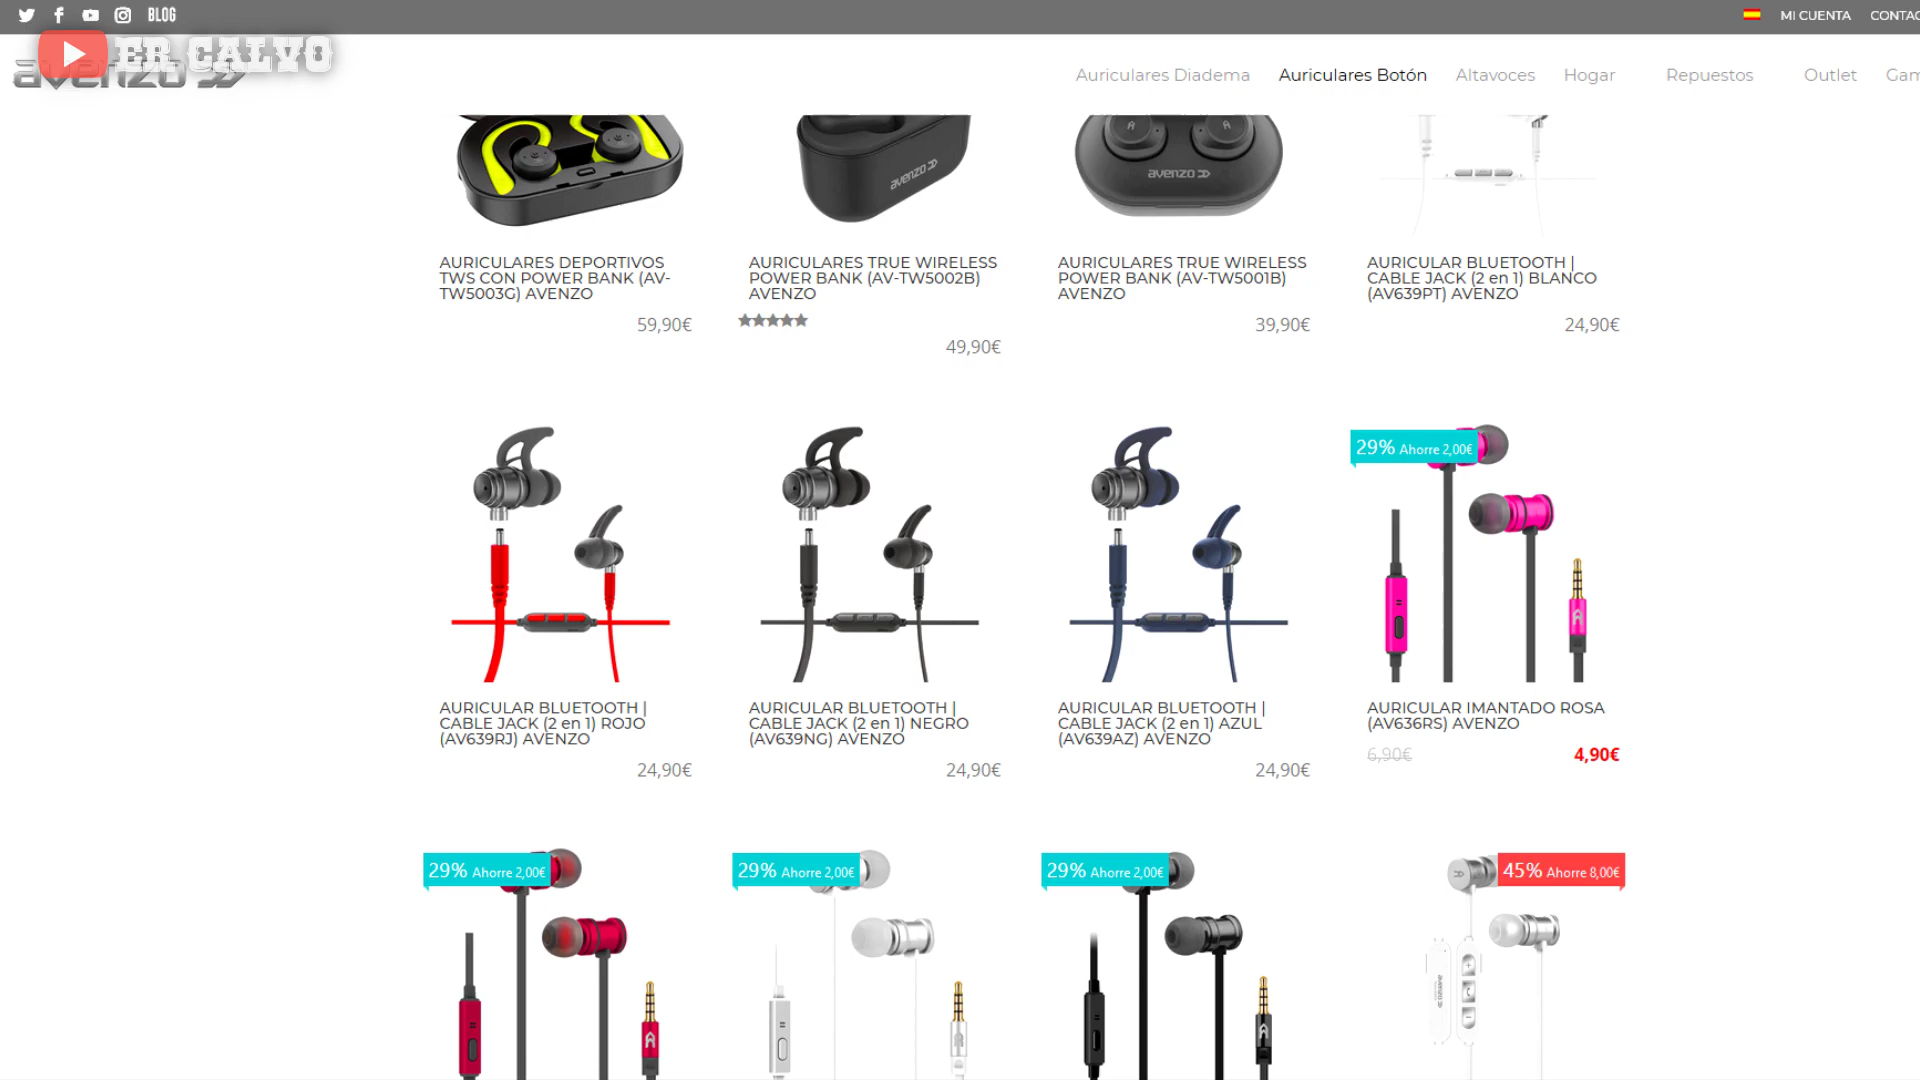 BLOG
MI CUENTA
CONTAC
ER CALVO
avenzo
Auriculares Diadema
Auriculares Botón
Altavoces
Hogar
Repuestos
Outlet
Gam
avenzo
avenzo
AURICULARES DEPORTIVOS
TWS CON POWER BANK (AV-
TW5003G) AVENZO
59,90€
AURICULARES TRUE WIRELESS
POWER BANK (AV-TW5002B)
AVENZO
49,90€
AURICULARES TRUE WIRELESS
POWER BANK (AV-TW5001B)
AVENZO
39,90€
AURICULAR BLUETOOTH |
CABLE JACK (2 en 1) BLANCO
(AV639PT) AVENZO
24,90€
29% Ahorre 2,00€
AURICULAR BLUETOOTH |
CABLE JACK (2 en 1) ROJO
(AV639RJ) AVENZO
24,90€
AURICULAR BLUETOOTH |
CABLE JACK (2 en 1) NEGRO
(AV639NG) AVENZO
24,90€
AURICULAR BLUETOOTH |
CABLE JACK (2 en 1) AZUL
(AV639AZ) AVENZO
24,90€
AURICULAR IMANTADO ROSA
(AV636RS) AVENZO
6,90€
4,90€
29% Ahorre 2,00€
29% Ahorre 2,00€
29% Ahorre 2,00€
45% Ahorre 8,00€
avenzo